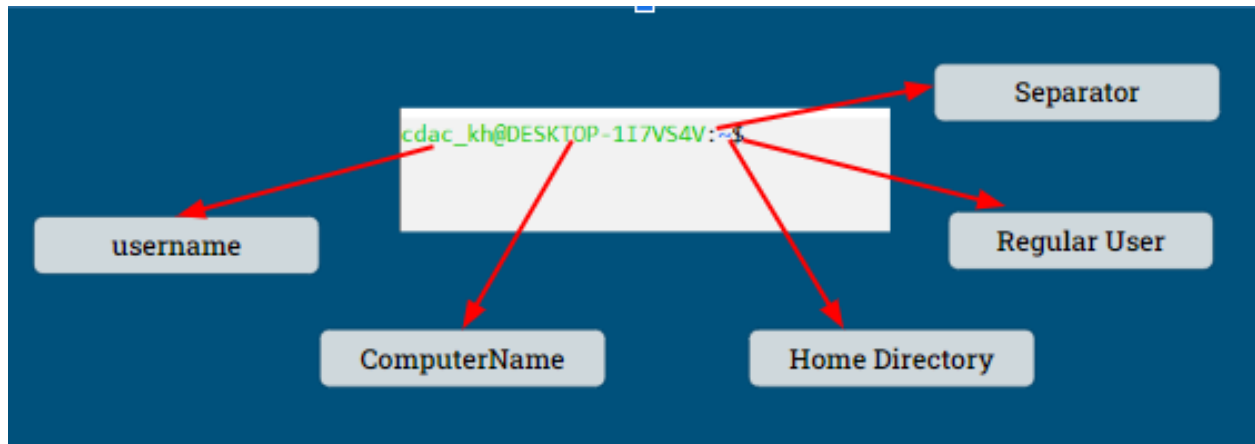 Separator
cdac_kh@DESKTOP-1I7VS4V:~$
username
Regular User
ComputerName
Home Directory